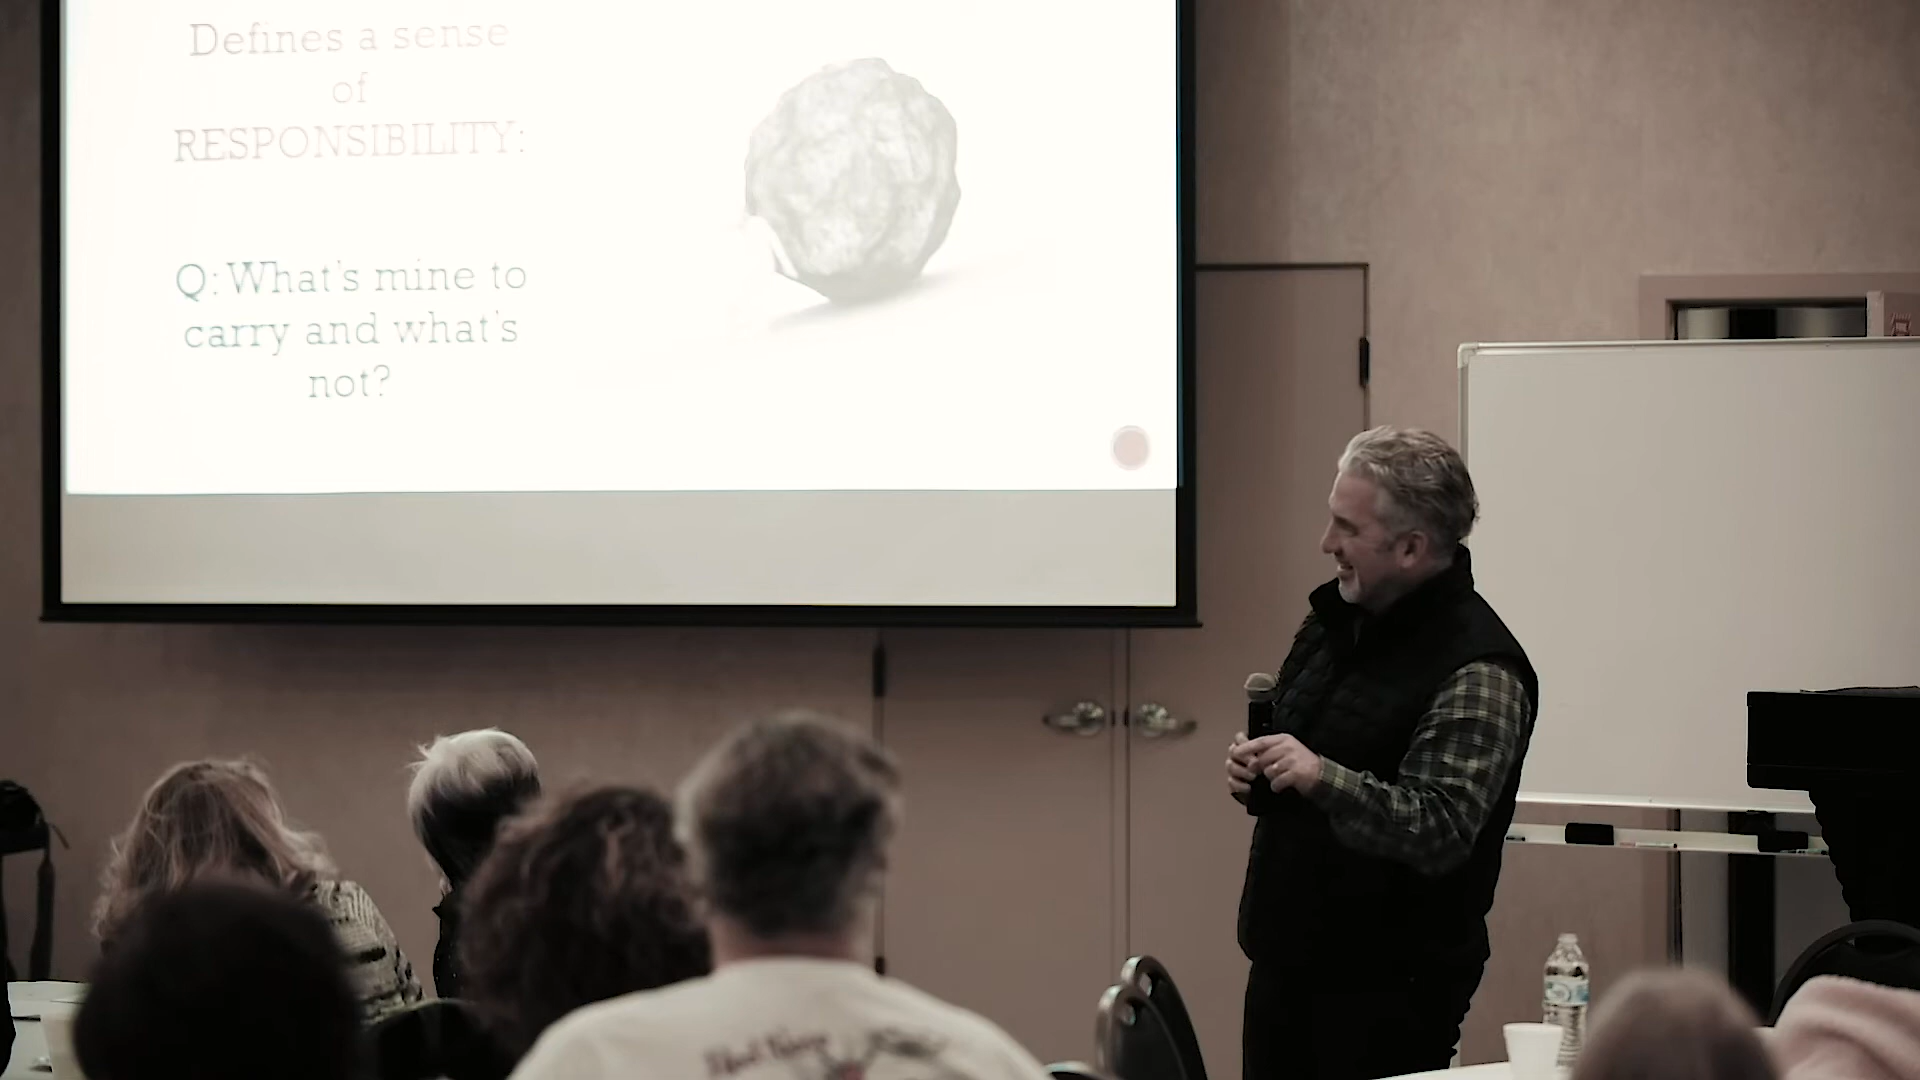 Defines a sense
of
RESPONSIBILITY:
Q: What's mine to
carry and what's
not?